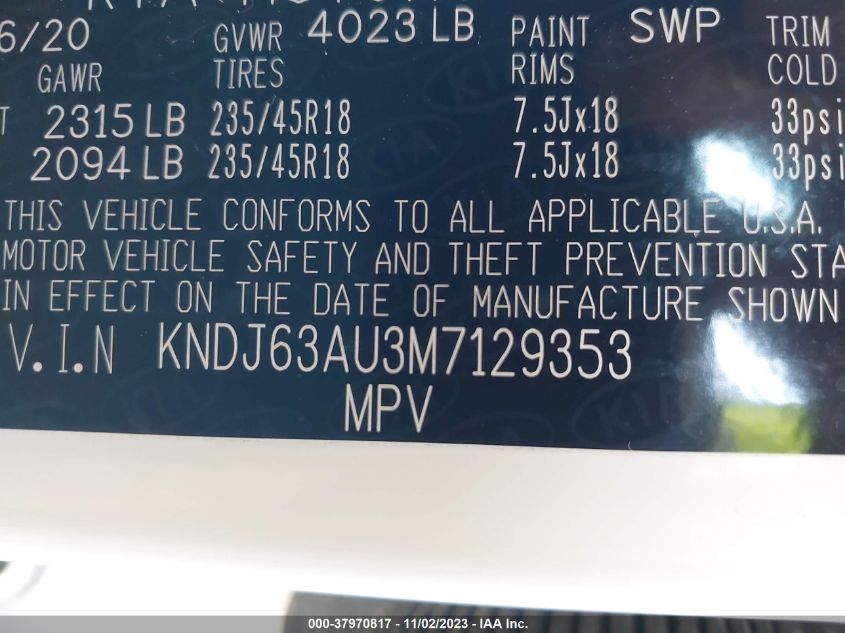 6/20 GVWR 4023 LB PAINT SWP TRIM
GAWR TIRES RIMS COLD
T 2315 LB 235/45R18 7.5Jx18 33psi
2094 LB 235/45R18 7.5Jx18 33psi
THIS VEHICLE CONFORMS TO ALL APPLICABLE U.S.A.
MOTOR VEHICLE SAFETY AND THEFT PREVENTION STA
IN EFFECT ON THE DATE OF MANUFACTURE SHOWN
V.I.N KNDJ63AU3M7129353
MPV
000-37970817 - 11/02/2023 - IAA Inc.